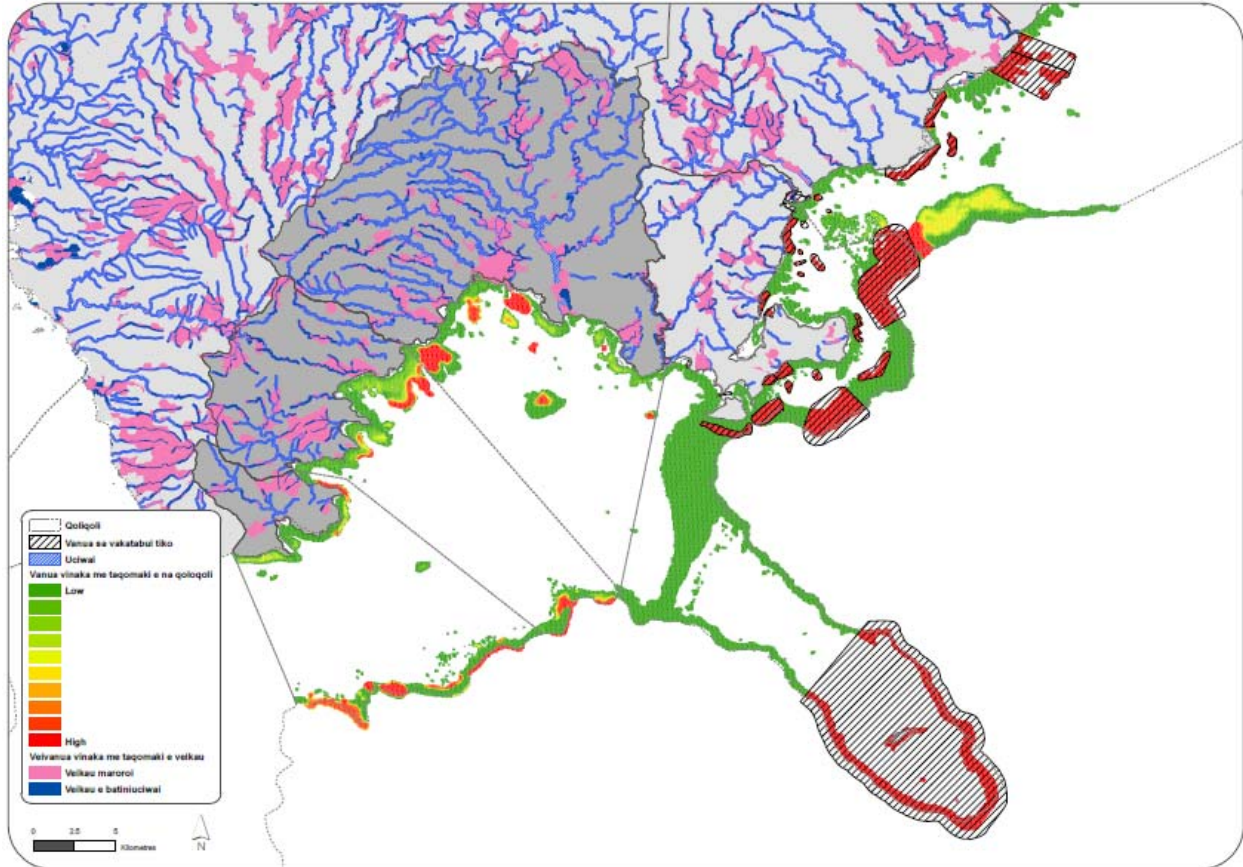 Qoliqoli
Vanua sa vakatabui tiko
Uciwai
Vanua vinaka me taqomaki e na qoloqoli
Low
High
Veivanua vinaka me taqomaki e veikau
Veikau maroroi
Veikau e batiniuciwai
0 2.5 5
Kilometres
N